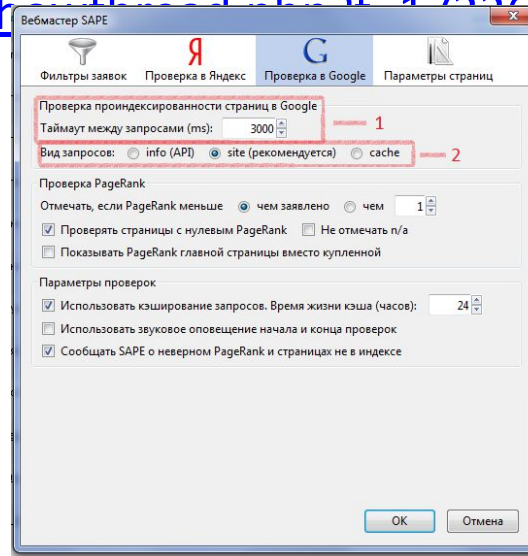 Вебмастер SAPE
Фильтры заявок Проверка в Яндекс Проверка в Google Параметры страниц
Проверка проиндексированности страниц в Google
Таймаут между запросами (ms): 3000 1
Вид запросов: info (API) site (рекомендуется) cache 2
Проверка PageRank
Отмечать, если PageRank меньше чем заявлено чем 1
Проверять страницы с нулевым PageRank Не отмечать n/a
Показывать PageRank главной страницы вместо купленной
Параметры проверок
Использовать кэширование запросов. Время жизни кэша (часов): 24
Использовать звуковое оповещение начала и конца проверок
Сообщать SAPE о неверном PageRank и страницах не в индексе
OK Отмена